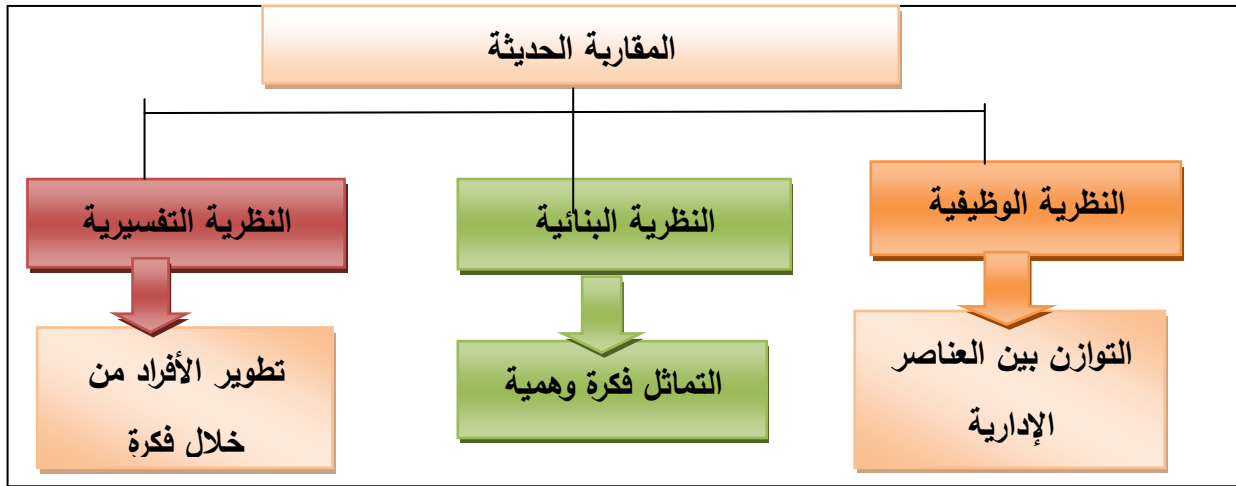 المقاربة الحديثة
النظرية الوظيفية
النظرية البنائية
النظرية التفسيرية
التوازن بين العناصر
الإدارية
التماثل فكرة وهمية
تطوير الأفراد من
خلال فكرة